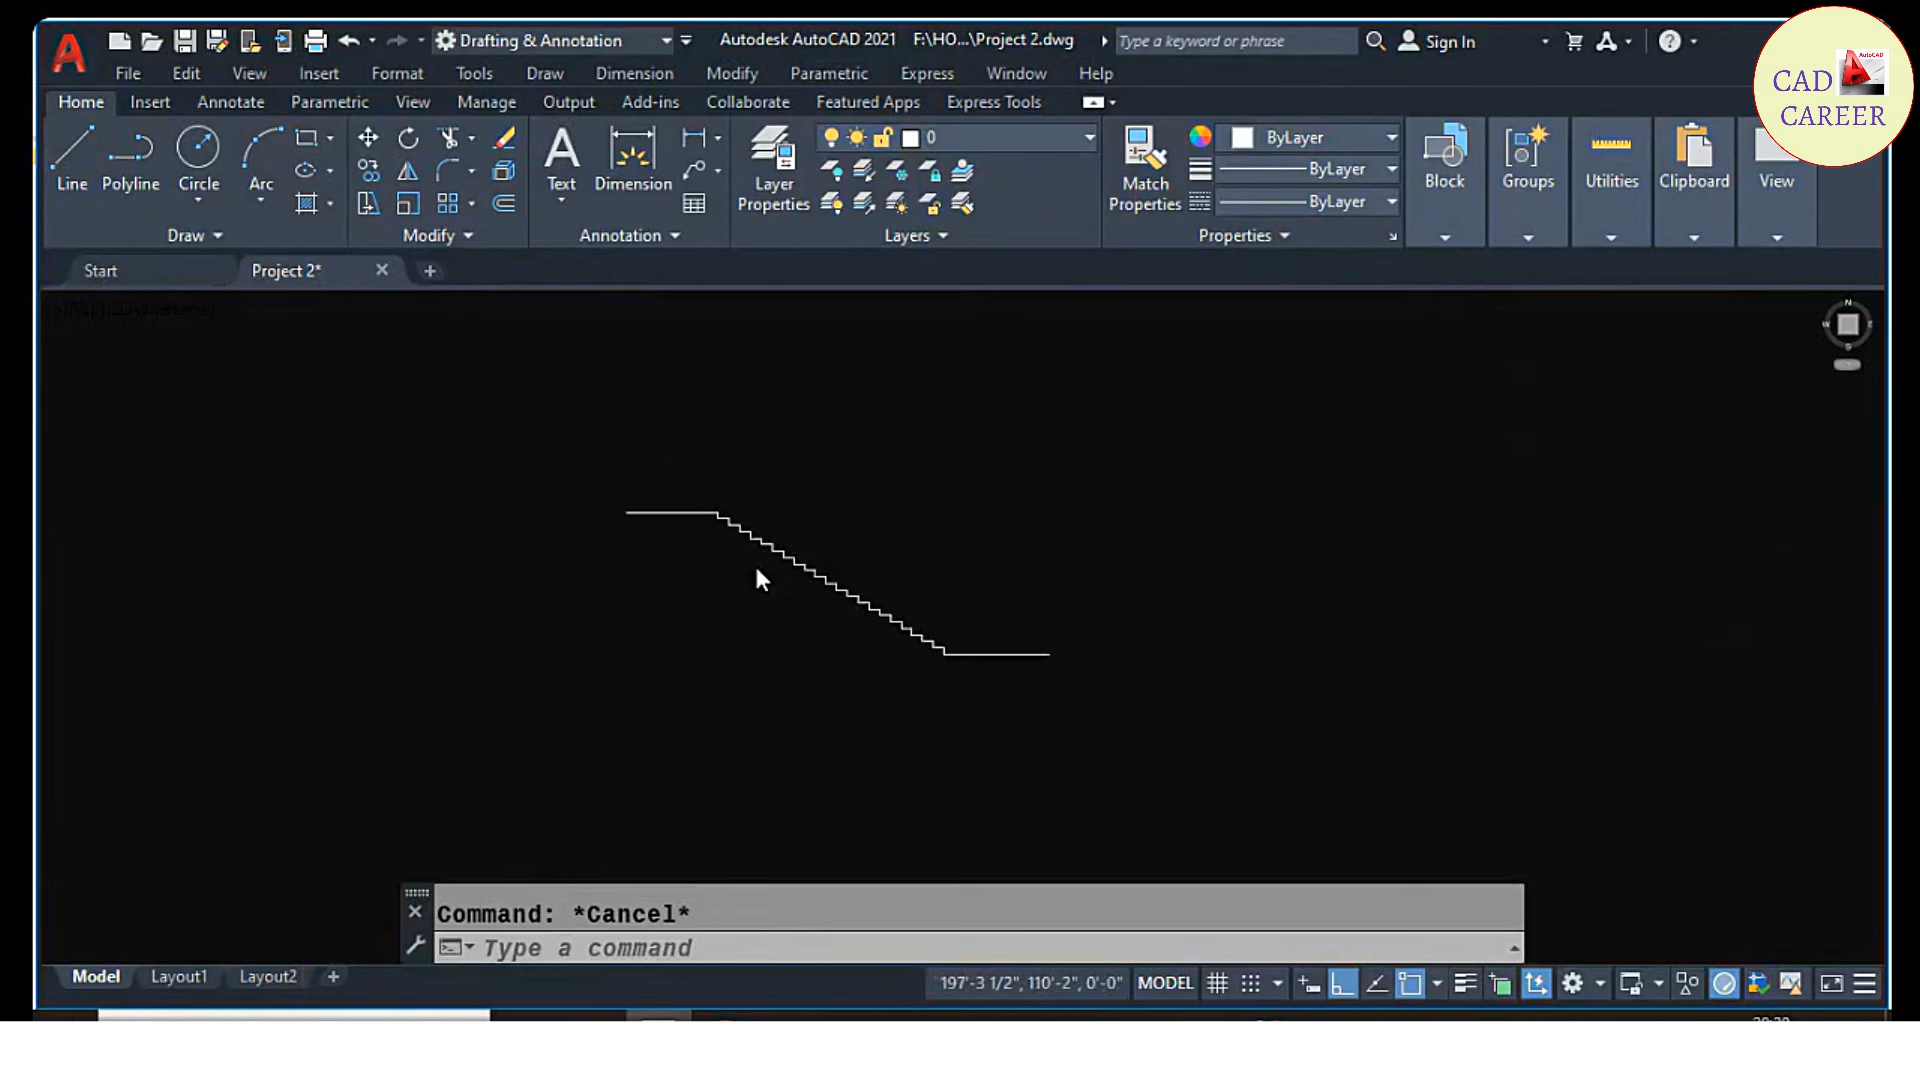 Drafting & Annotation
Autodesk AutoCAD 2021 F:\HO...\Project 2.dwg
Type a keyword or phrase
Sign In
AutoCAD
CAD
CAREER
File Edit View Insert Format Tools Draw Dimension Modify Parametric Express Window Help
Home Insert Annotate Parametric View Manage Output Add-ins Collaborate Featured Apps Express Tools
0
ByLayer
ByLayer
ByLayer
Line Polyline Circle Arc
Text Dimension
Layer
Properties
Match
Properties
Block Groups Utilities Clipboard View
Draw Modify Annotation Layers Properties
Start Project 2*
N
W
S
Command: *Cancel*
Type a command
Model Layout1 Layout2
197'-3 1/2", 110'-2", 0'-0" MODEL